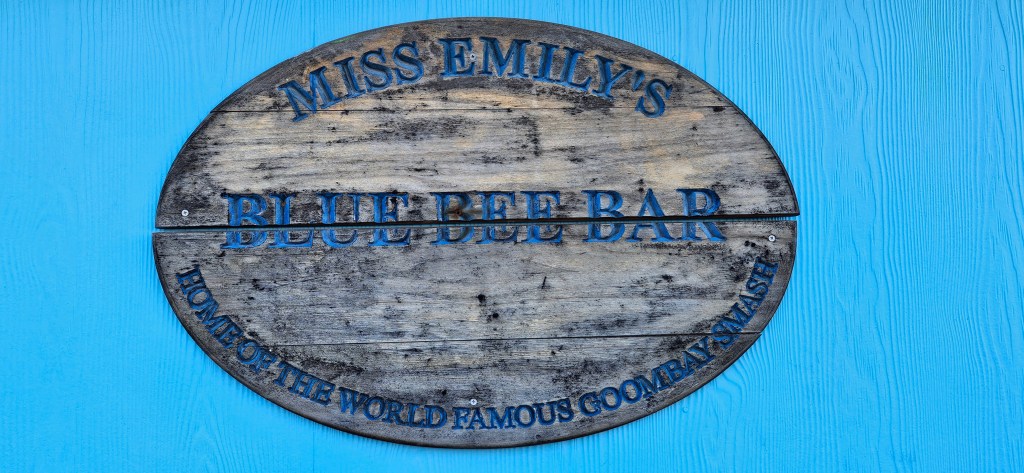 MISS EMILY'S
BLUE BEE BAR
HOME OF THE WORLD FAMOUS GOOMBAY SMASH